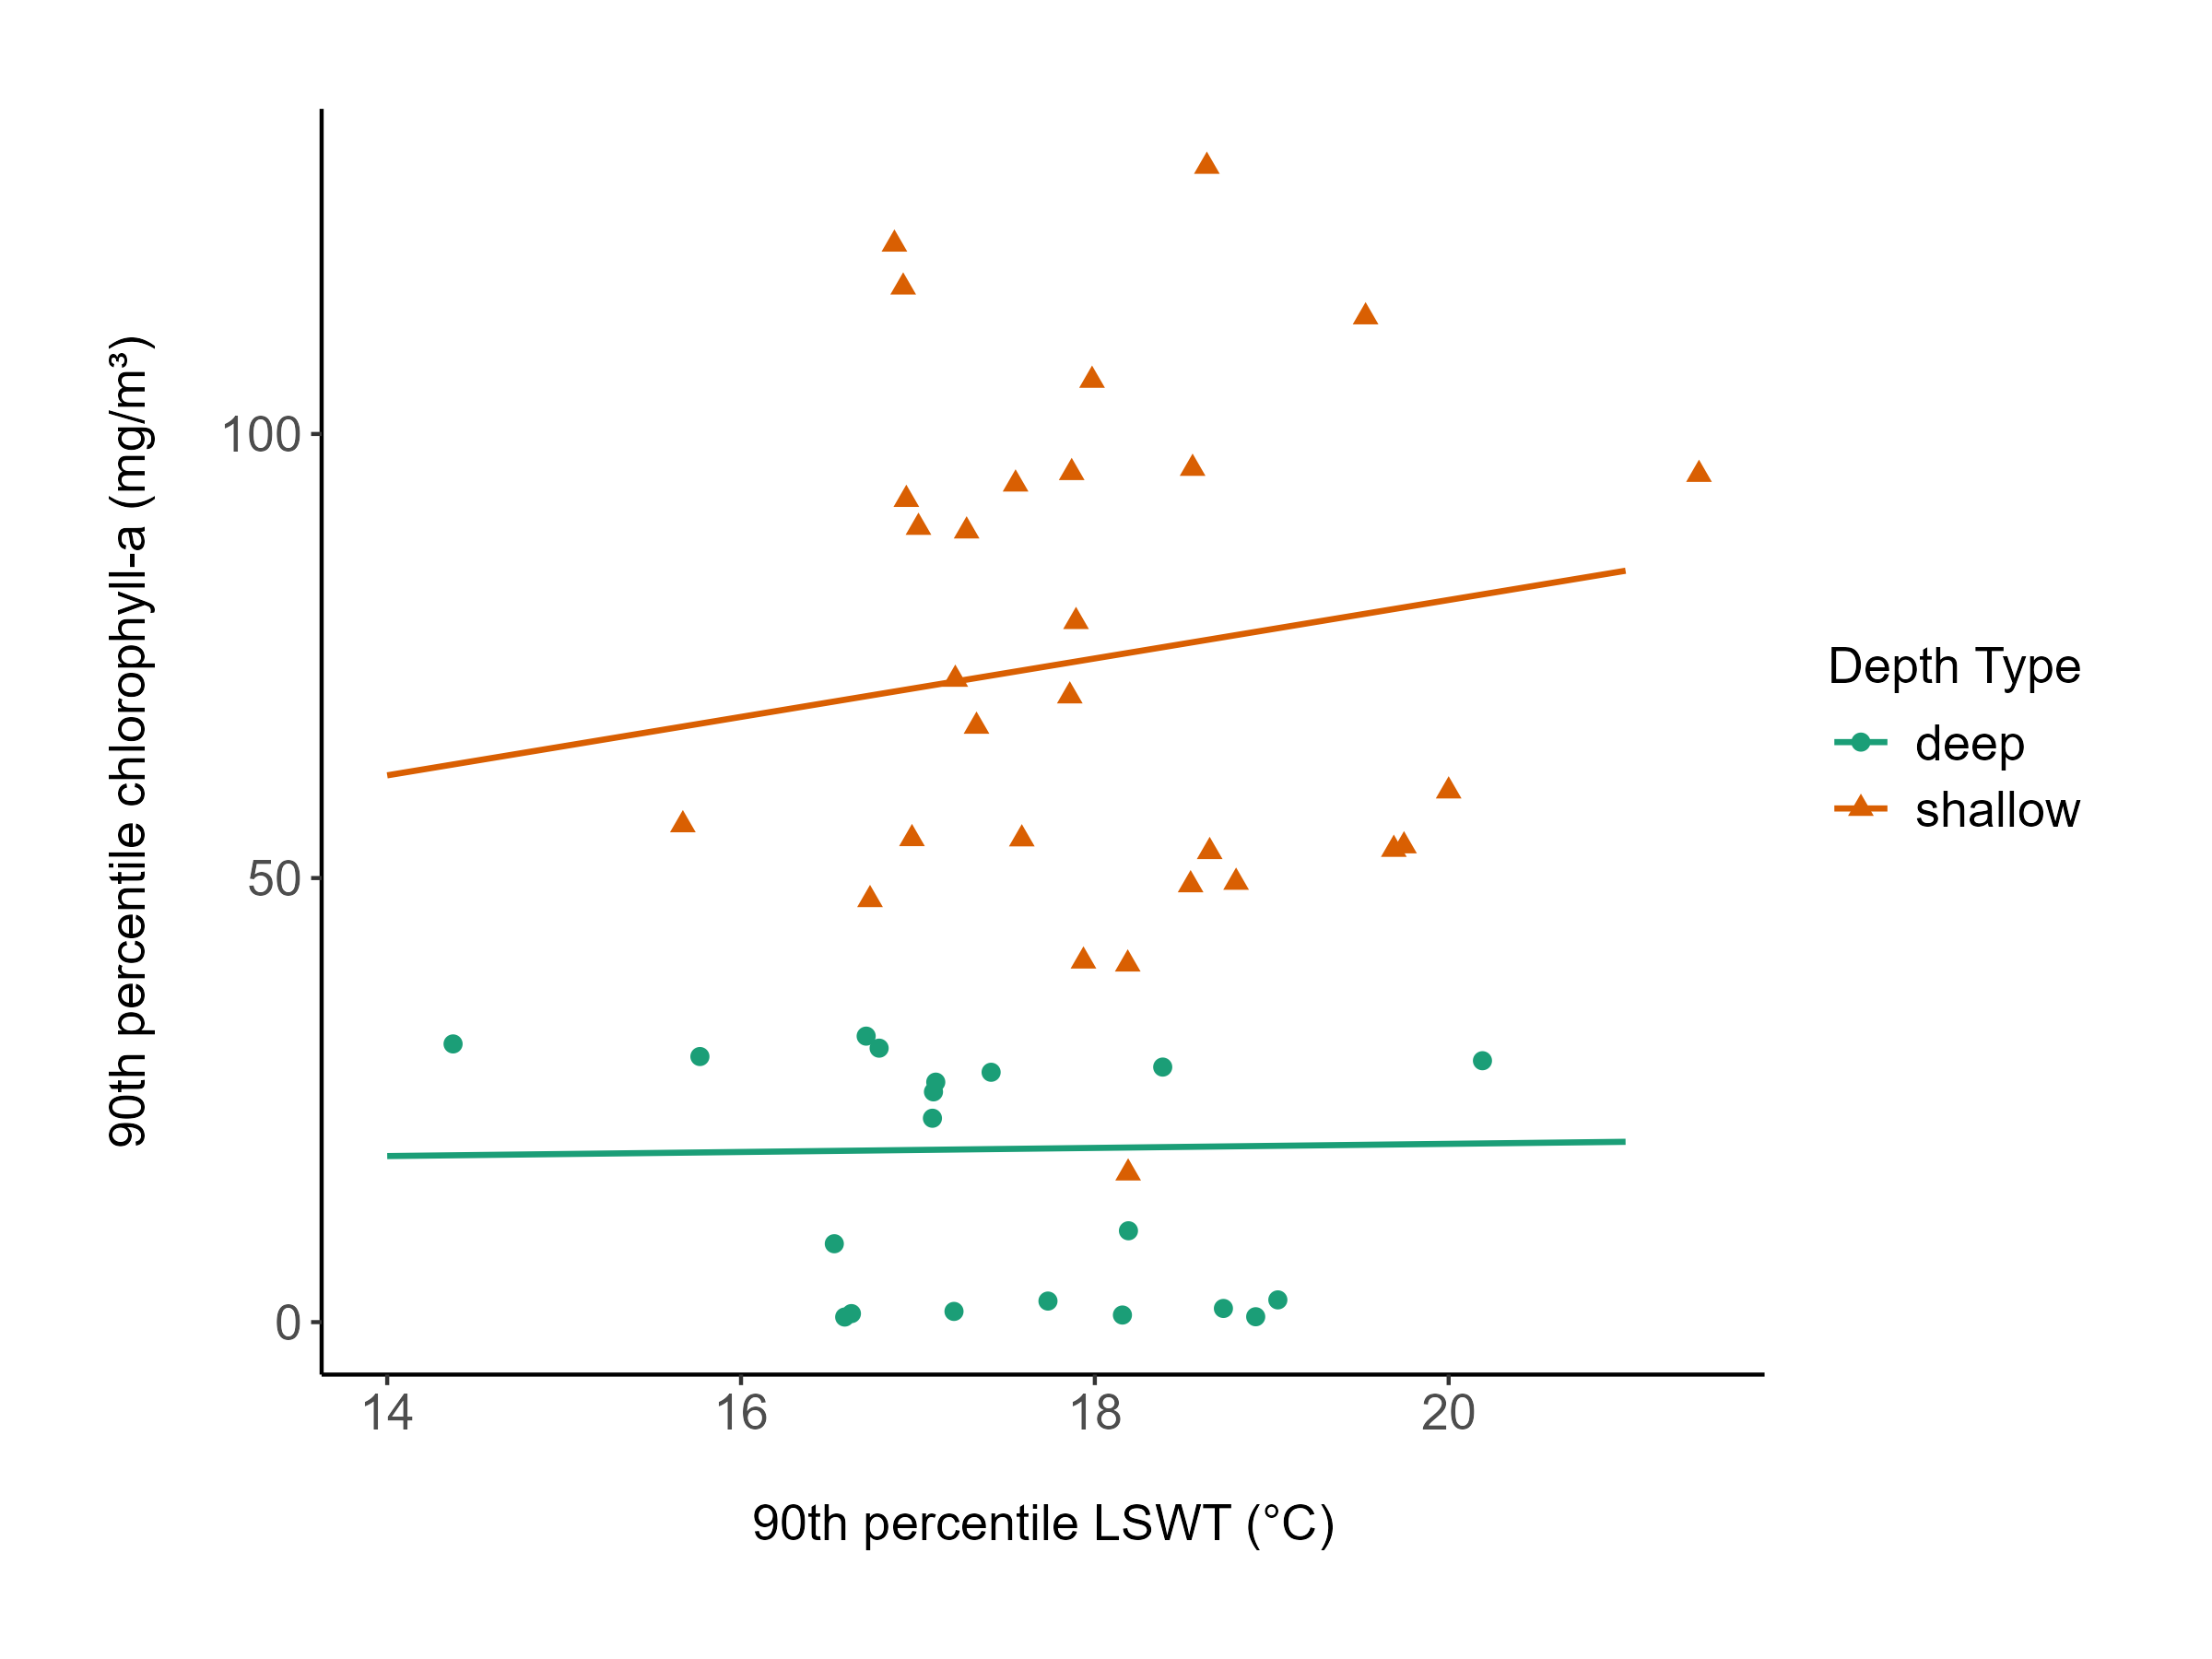 90th percentile chlorophyll-a (mg/m³)
100
50
0
14
16
18
20
90th percentile LSWT (°C)
Depth Type
deep
shallow